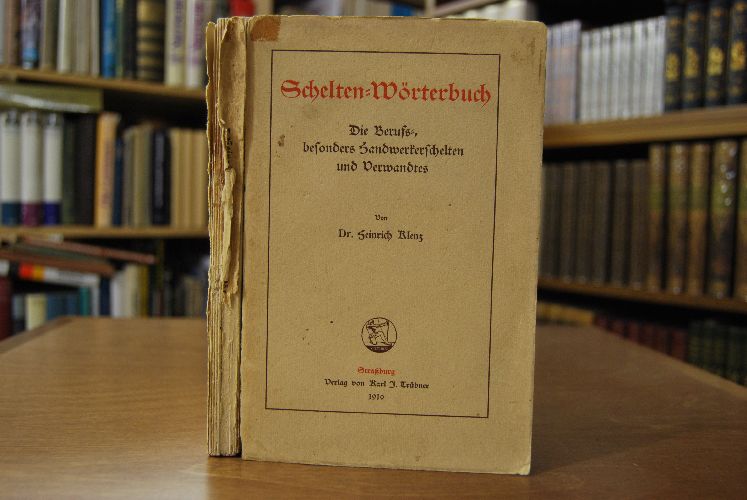 Schelten-Wörterbuch
Die Berufs-,
besonders Handwerkerschelten
und Verwandtes
Von
Dr. Heinrich Klenz
Straßburg
Verlag von Karl J. Trübner
1910